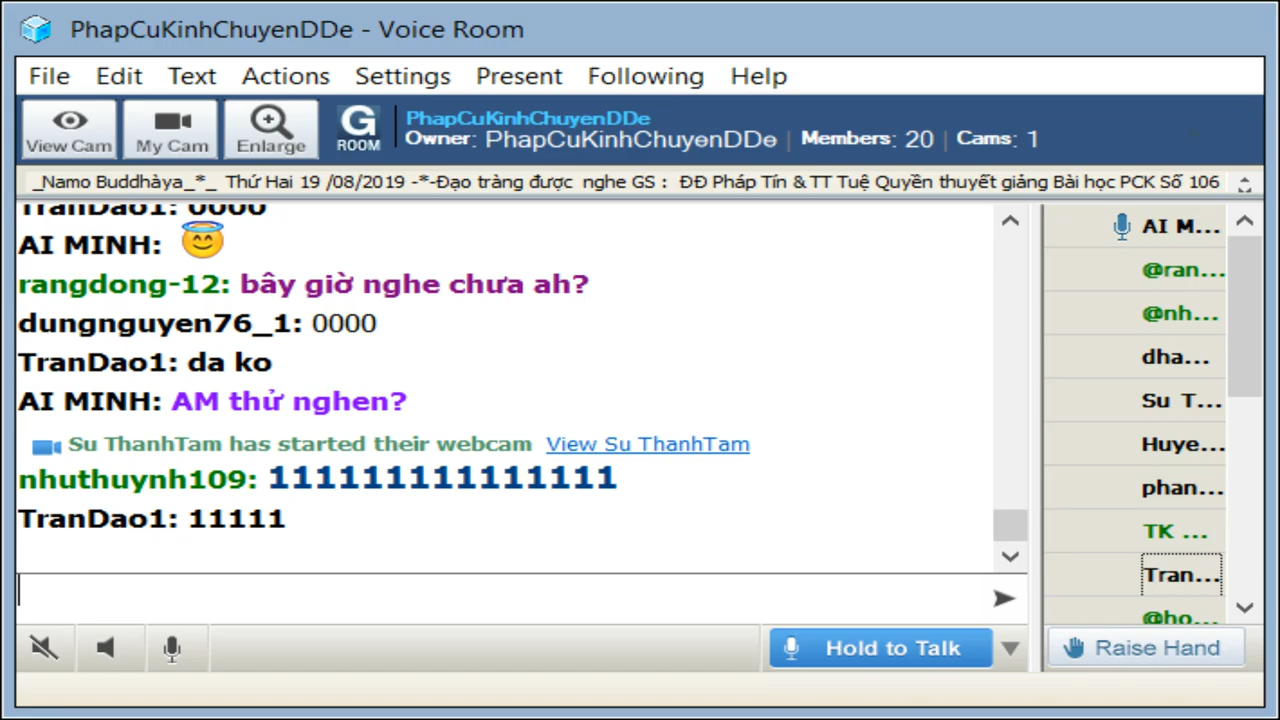 PhapCuKinhChuyenDDe - Voice Room
File Edit Text Actions Settings Present Following Help
View Cam My Cam Enlarge G ROOM
PhapCuKinhChuyenDDe
Owner: PhapCuKinhChuyenDDe | Members: 20 | Cams: 1
_Namo Buddhàya_*_ Thứ Hai 19 /08/2019 -*-Đạo tràng được nghe GS : ĐĐ Pháp Tín & TT Tuệ Quyền thuyết giảng Bài học PCK Số 106
TranDao1: 0000
AI MINH: 😇
rangdong-12: bây giờ nghe chưa ah?
dungnguyen76_1: 0000
TranDao1: da ko
AI MINH: AM thử nghen?
Su ThanhTam has started their webcam View Su ThanhTam
nhuthuynh109: 111111111111111
TranDao1: 11111
AI M...
@ran...
@nh...
dha...
Su T...
Huye...
phan...
TK ...
Tran...
@ho...
Hold to Talk
Raise Hand